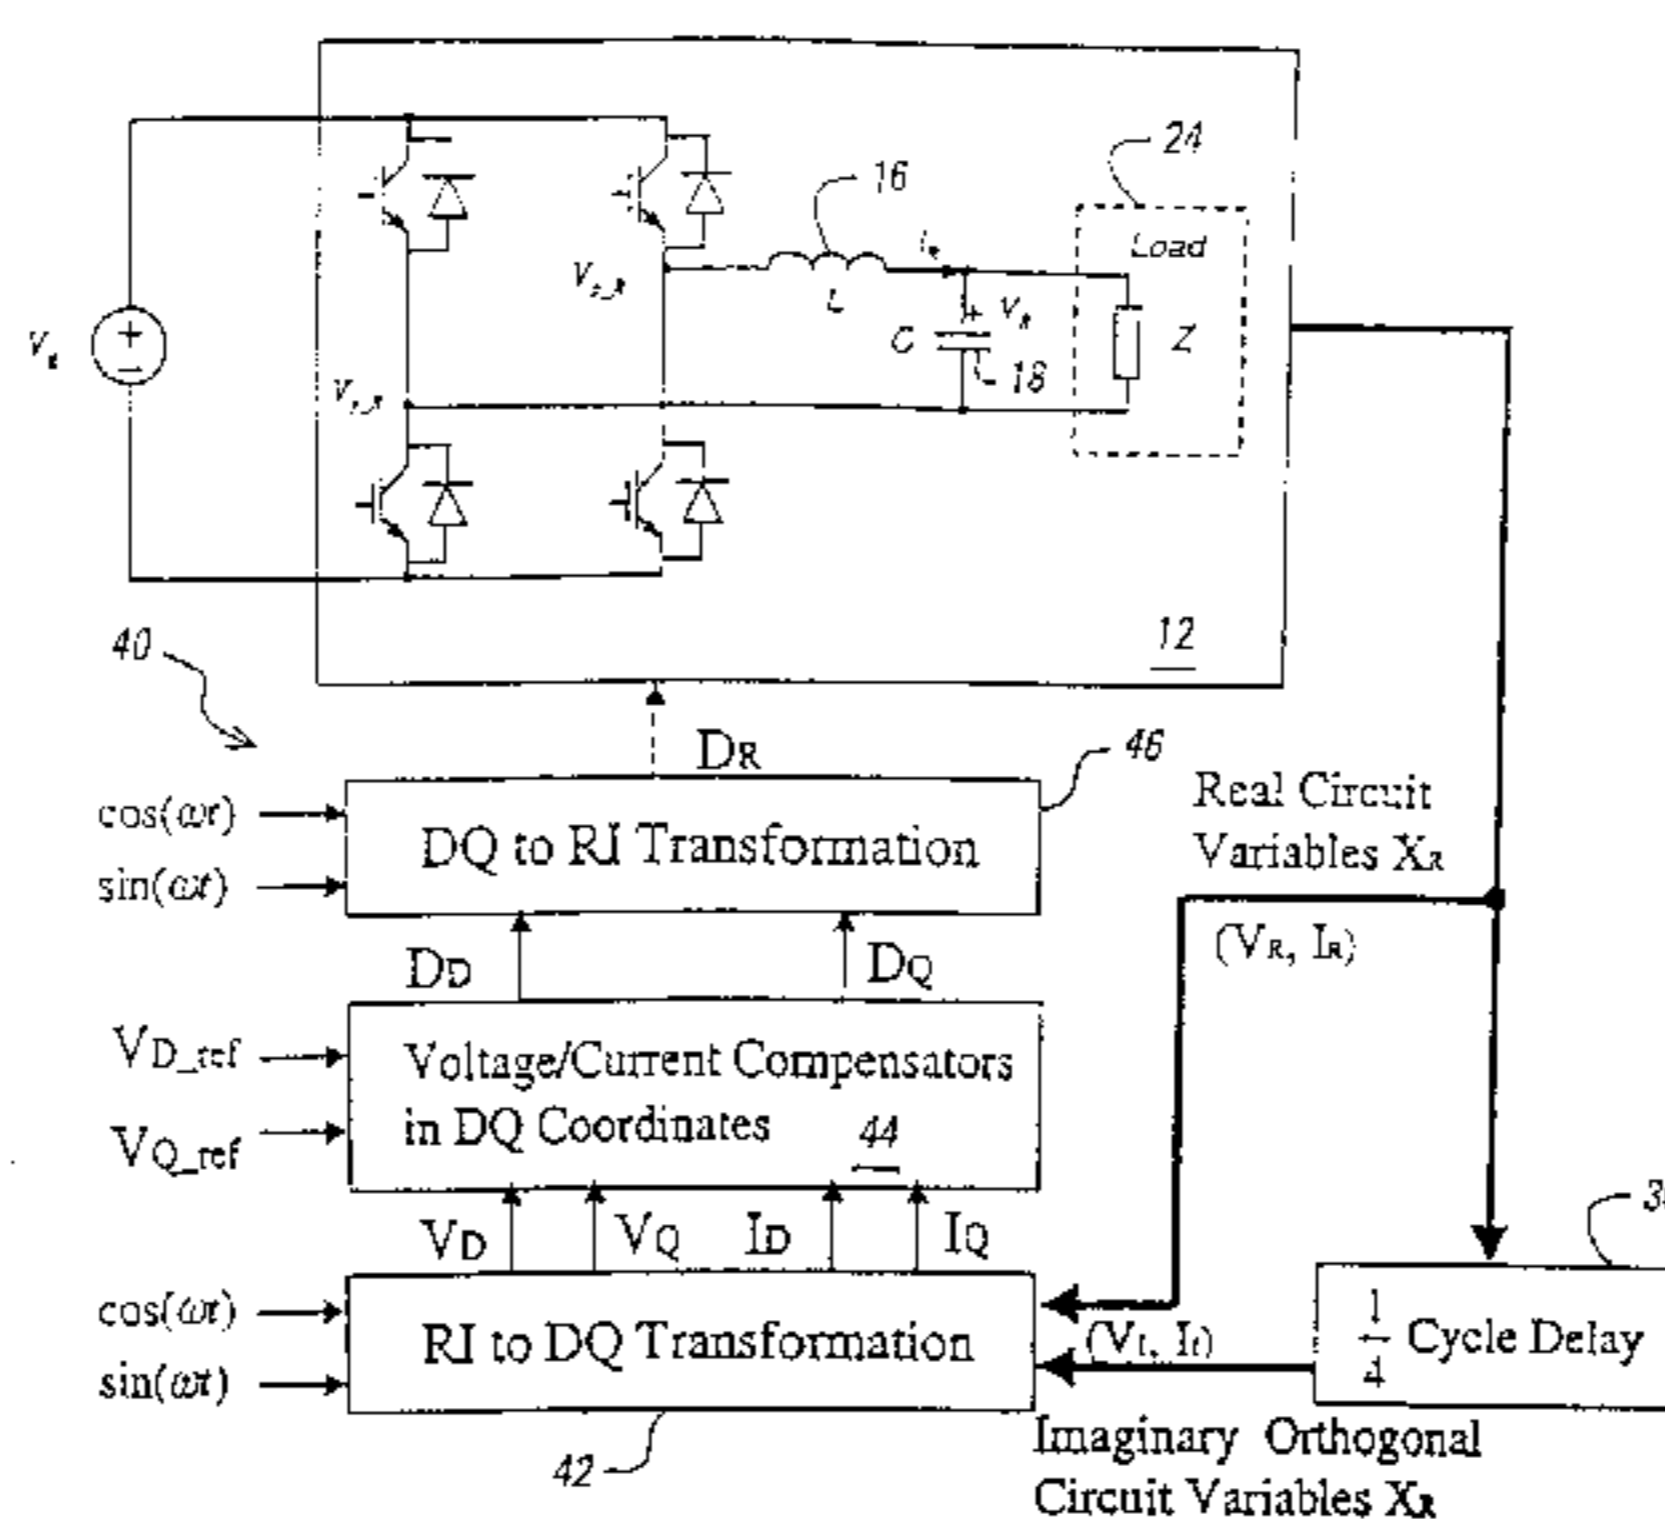 24
16
Load
L
C
18
Z
12
40
DR
46
cos(ωt)
sin(ωt)
DQ to RI Transformation
Real Circuit
Variables XR
(VR, IR)
DD
DQ
VD_ref
VQ_ref
Voltage/Current Compensators
in DQ Coordinates
44
VD
VQ
ID
IQ
cos(ωt)
sin(ωt)
RI to DQ Transformation
(VI, II)
1
4
Cycle Delay
42
Imaginary Orthogonal
Circuit Variables XR